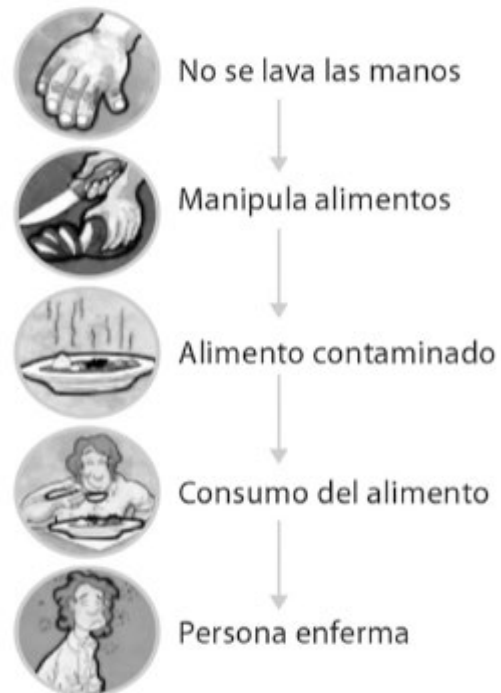 No se lava las manos
Manipula alimentos
Alimento contaminado
Consumo del alimento
Persona enferma